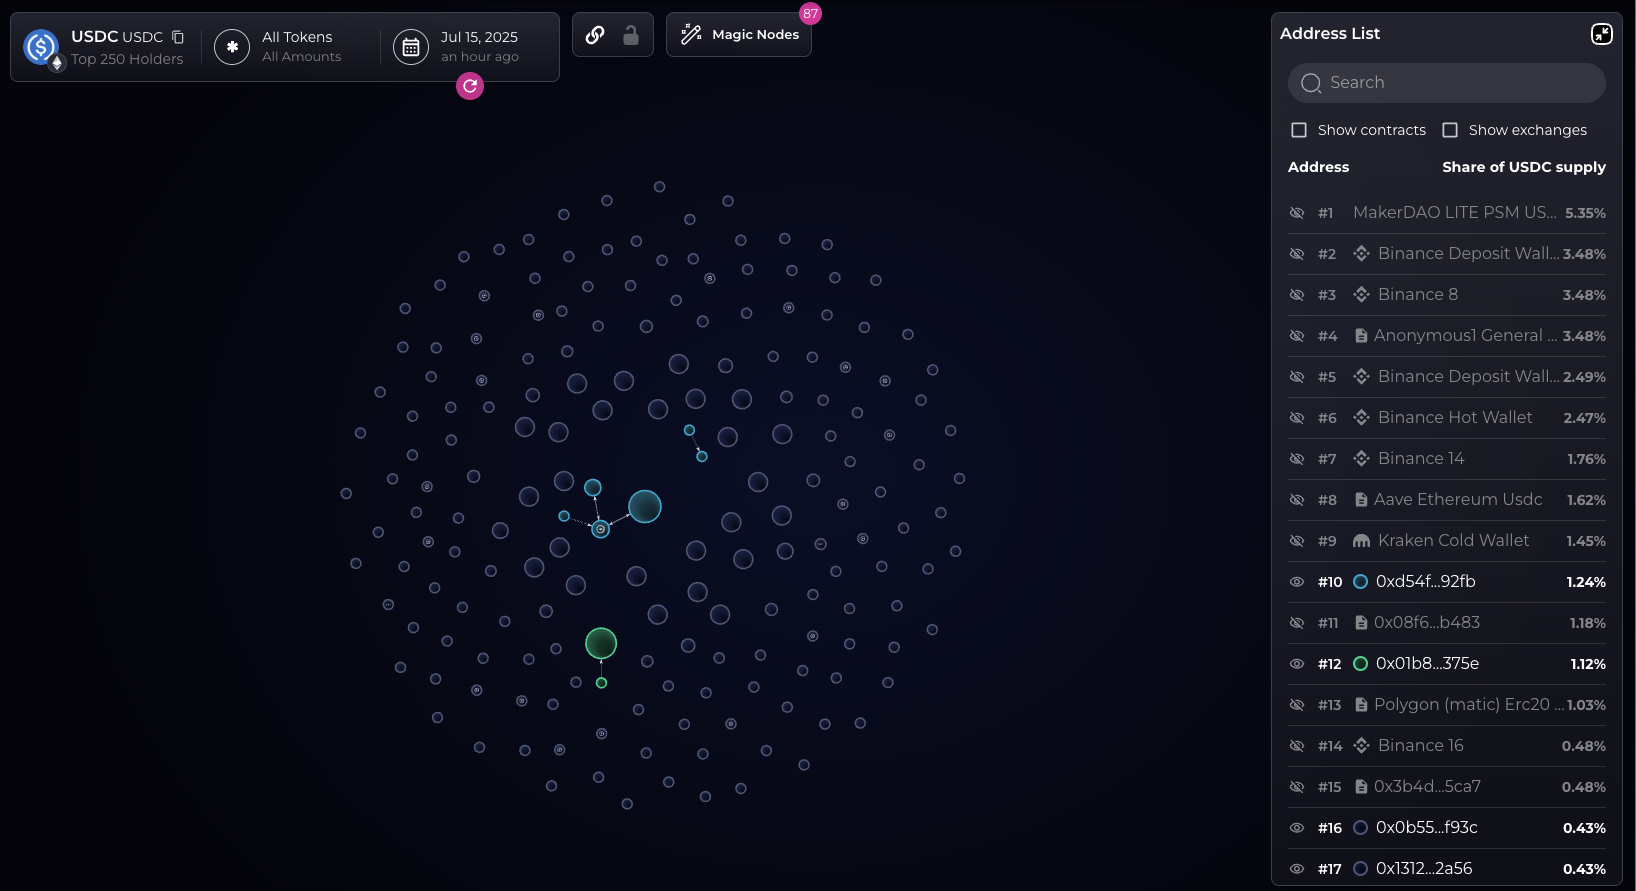 USDC USDC
Top 250 Holders
All Tokens
All Amounts
Jul 15, 2025
an hour ago
Magic Nodes
87
Address List
Search
Show contracts
Show exchanges
Address
Share of USDC supply
#1 MakerDAO LITE PSM US... 5.35%
#2 Binance Deposit Wall... 3.48%
#3 Binance 8 3.48%
#4 Anonymous1 General ... 3.48%
#5 Binance Deposit Wall... 2.49%
#6 Binance Hot Wallet 2.47%
#7 Binance 14 1.76%
#8 Aave Ethereum Usdc 1.62%
#9 Kraken Cold Wallet 1.45%
#10 0xd54f...92fb 1.24%
#11 0x08f6...b483 1.18%
#12 0x01b8...375e 1.12%
#13 Polygon (matic) Erc20 ... 1.03%
#14 Binance 16 0.48%
#15 0x3b4d...5ca7 0.48%
#16 0x0b55...f93c 0.43%
#17 0x1312...2a56 0.43%